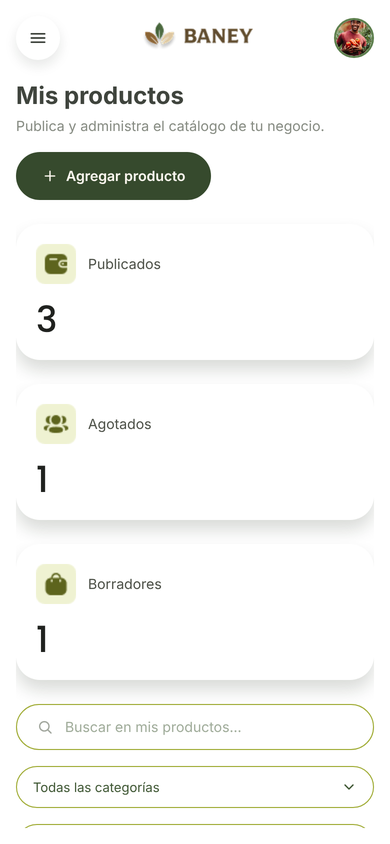 BANEY
Mis productos
Publica y administra el catálogo de tu negocio.
+ Agregar producto
Publicados
3
Agotados
1
Borradores
1
Buscar en mis productos...
Todas las categorías